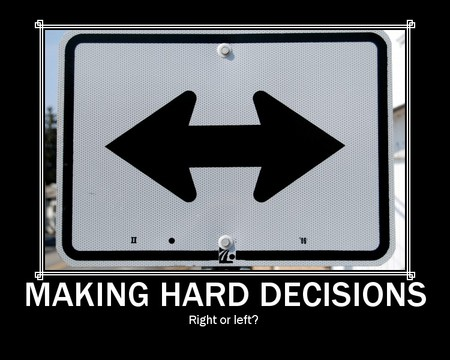 MAKING HARD DECISIONS
Right or left?